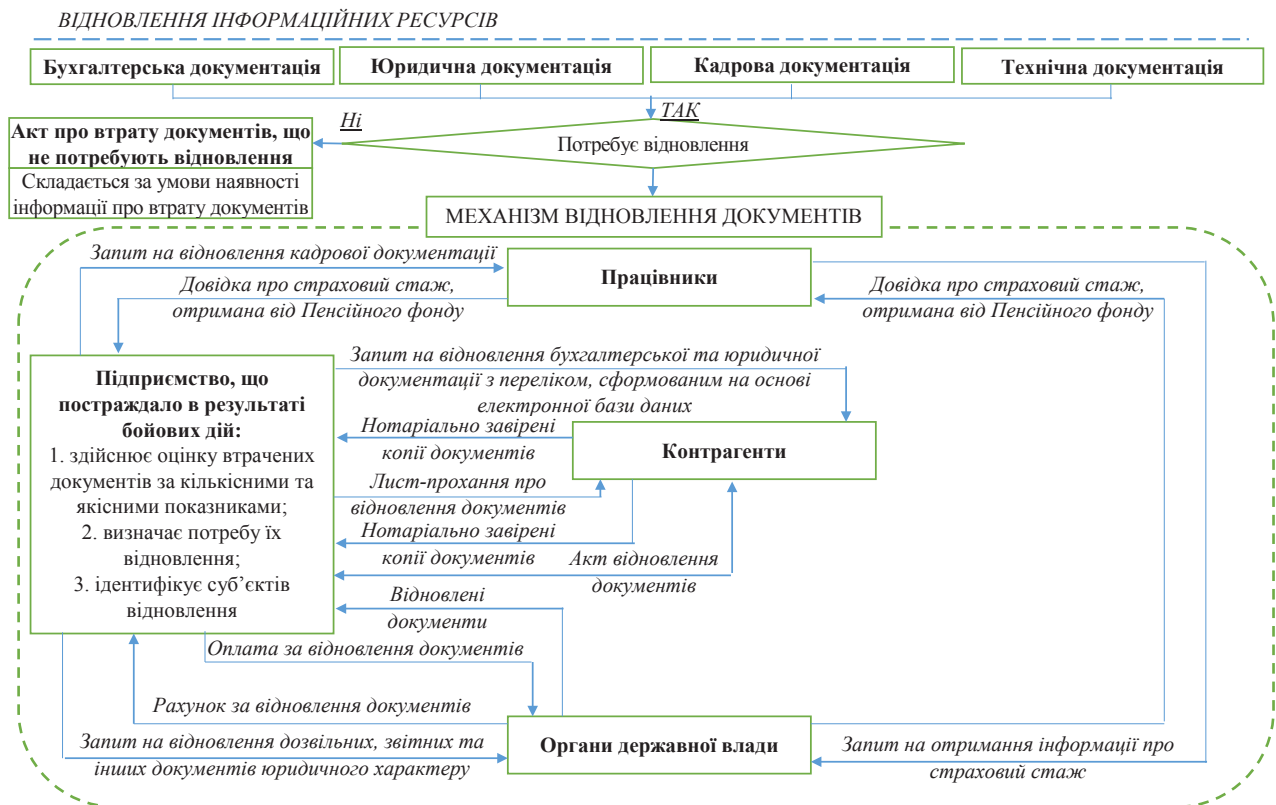 ВІДНОВЛЕННЯ ІНФОРМАЦІЙНИХ РЕСУРСІВ
Бухгалтерська документація
Юридична документація
Кадрова документація
Технічна документація
Ні
ТАК
Акт про втрату документів, що
не потребують відновлення
Складається за умови наявності
інформації про втрату документів
Потребує відновлення
МЕХАНІЗМ ВІДНОВЛЕННЯ ДОКУМЕНТІВ
Запит на відновлення кадрової документації
Працівники
Довідка про страховий стаж,
отримана від Пенсійного фонду
Довідка про страховий стаж,
отримана від Пенсійного фонду
Підприємство, що
постраждало в результаті
бойових дій:
1. здійснює оцінку втрачених
документів за кількісними та
якісними показниками;
2. визначає потребу їх
відновлення;
3. ідентифікує суб’єктів
відновлення
Запит на відновлення бухгалтерської та юридичної
документації з переліком, сформованим на основі
електронної бази даних
Нотаріально завірені
копії документів
Контрагенти
Лист-прохання про
відновлення документів
Нотаріально завірені
копії документів
Акт відновлення
документів
Відновлені
документи
Оплата за відновлення документів
Рахунок за відновлення документів
Запит на відновлення дозвільних, звітних та
інших документів юридичного характеру
Органи державної влади
Запит на отримання інформації про
страховий стаж